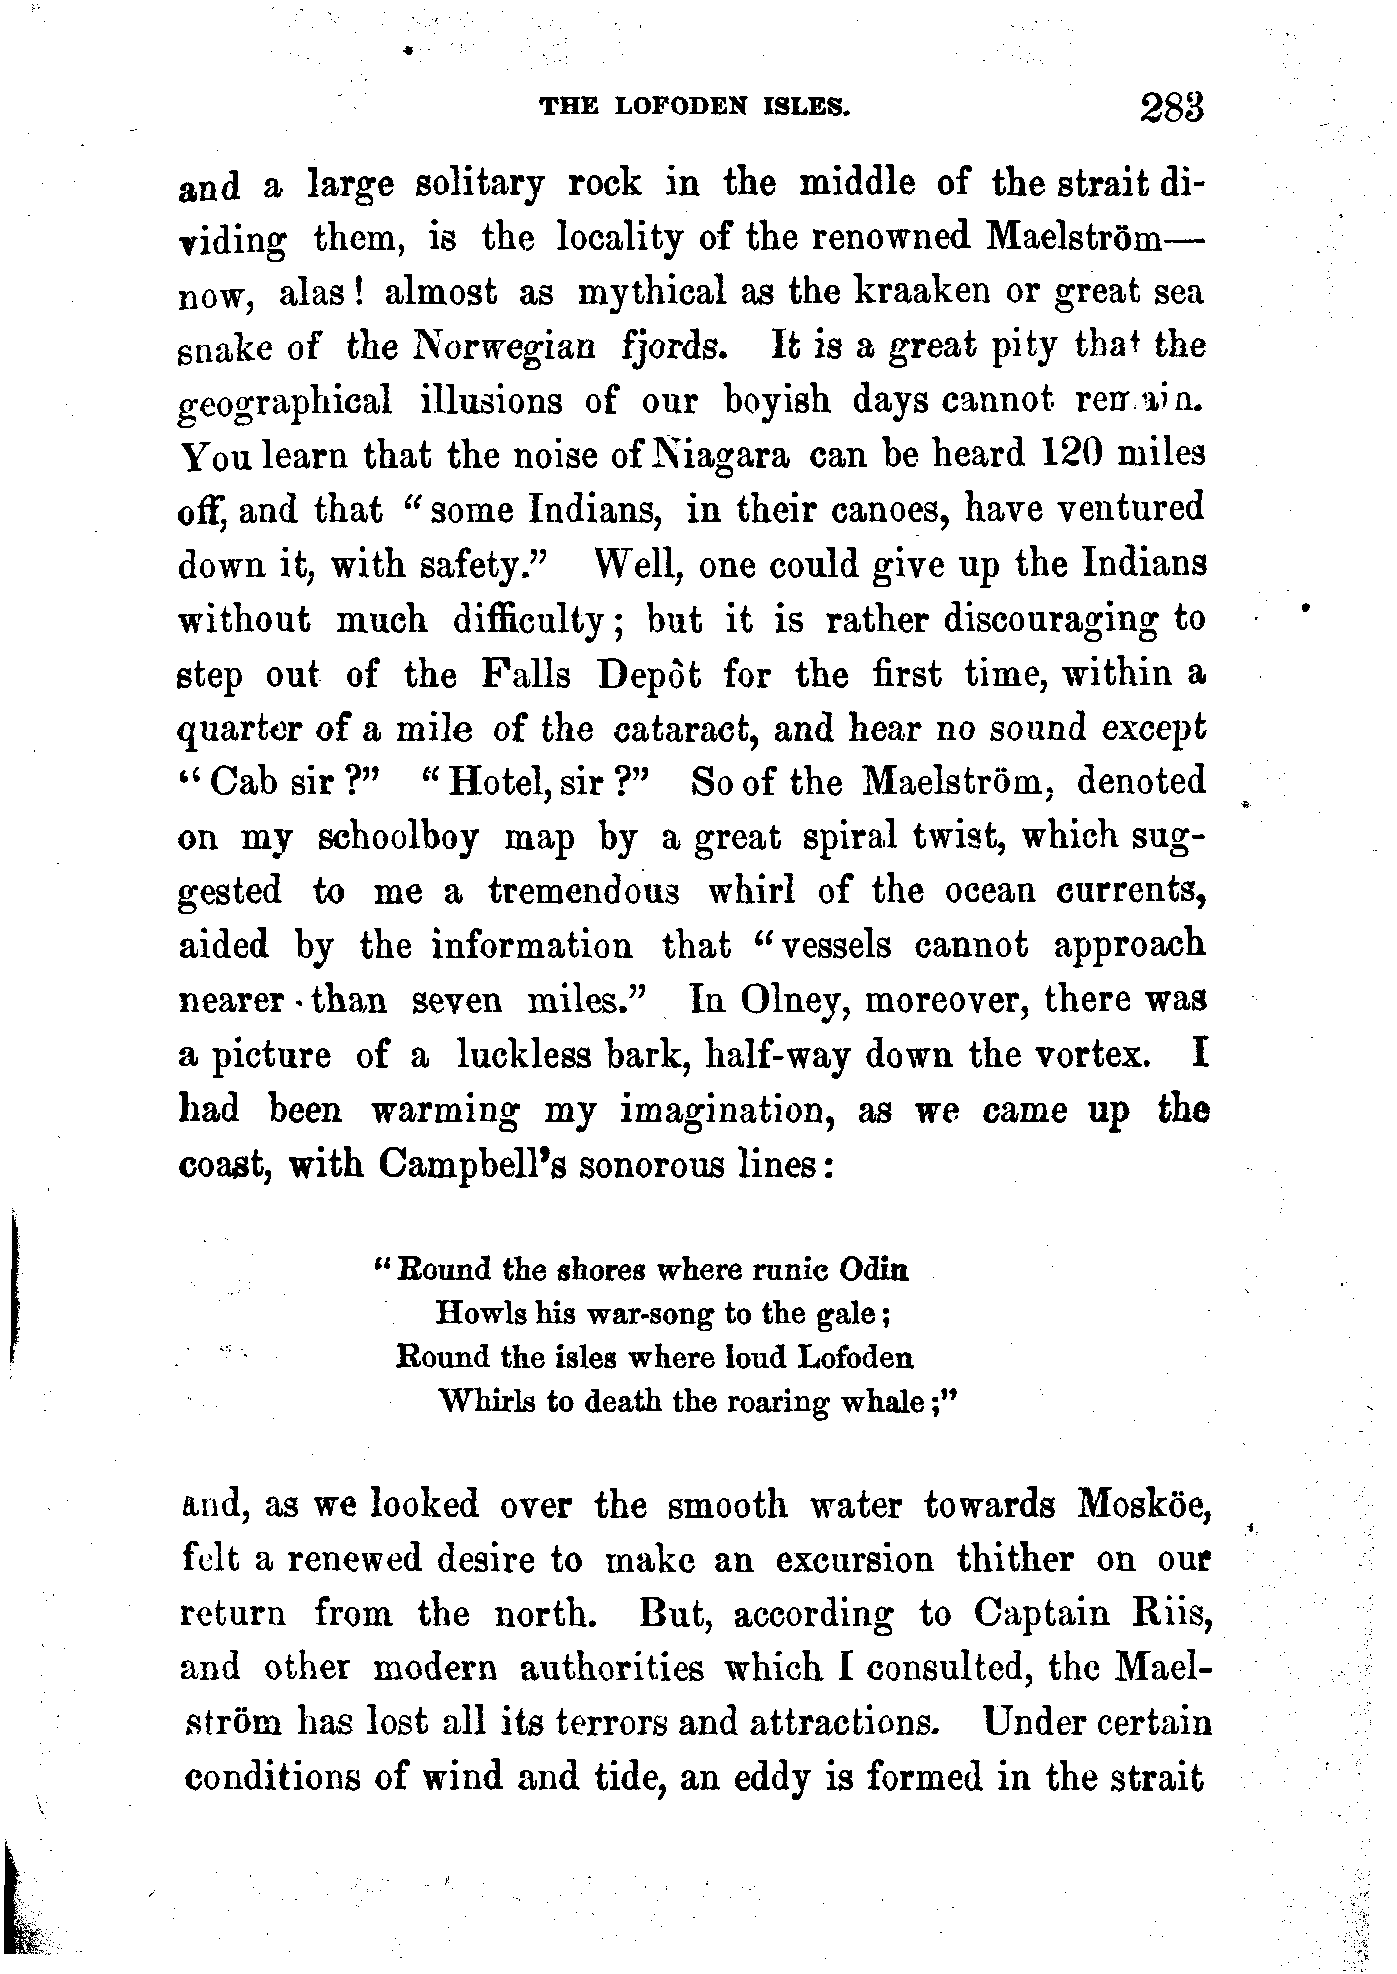 THE LOFODEN ISLES. 283
and a large solitary rock in the middle of the strait di-
viding them, is the locality of the renowned Maelström—
now, alas! almost as mythical as the kraaken or great sea
snake of the Norwegian fjords. It is a great pity that the
geographical illusions of our boyish days cannot remain.
You learn that the noise of Niagara can be heard 120 miles
off, and that “some Indians, in their canoes, have ventured
down it, with safety.” Well, one could give up the Indians
without much difficulty; but it is rather discouraging to
step out of the Falls Depôt for the first time, within a
quarter of a mile of the cataract, and hear no sound except
“Cab sir?” “Hotel, sir?” So of the Maelström, denoted
on my schoolboy map by a great spiral twist, which sug-
gested to me a tremendous whirl of the ocean currents,
aided by the information that “vessels cannot approach
nearer than seven miles.” In Olney, moreover, there was
a picture of a luckless bark, half-way down the vortex. I
had been warming my imagination, as we came up the
coast, with Campbell’s sonorous lines:
“Round the shores where runic Odin
Howls his war-song to the gale;
Round the isles where loud Lofoden
Whirls to death the roaring whale;”
and, as we looked over the smooth water towards Mosköe,
felt a renewed desire to make an excursion thither on our
return from the north. But, according to Captain Riis,
and other modern authorities which I consulted, the Mael-
ström has lost all its terrors and attractions. Under certain
conditions of wind and tide, an eddy is formed in the strait